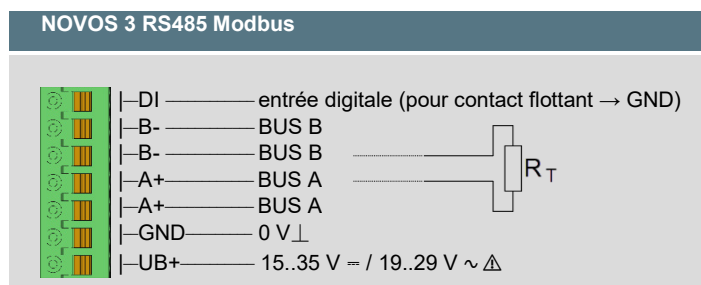 NOVOS 3 RS485 Modbus
|—DI ——— entrée digitale (pour contact flottant → GND)
|—B- ——— BUS B
|—B- ——— BUS B
|—A+ ——— BUS A
|—A+ ——— BUS A
|—GND ——— 0 V⊥
|—UB+ ——— 15..35 V ⎓ / 19..29 V ~ ⚠
R T